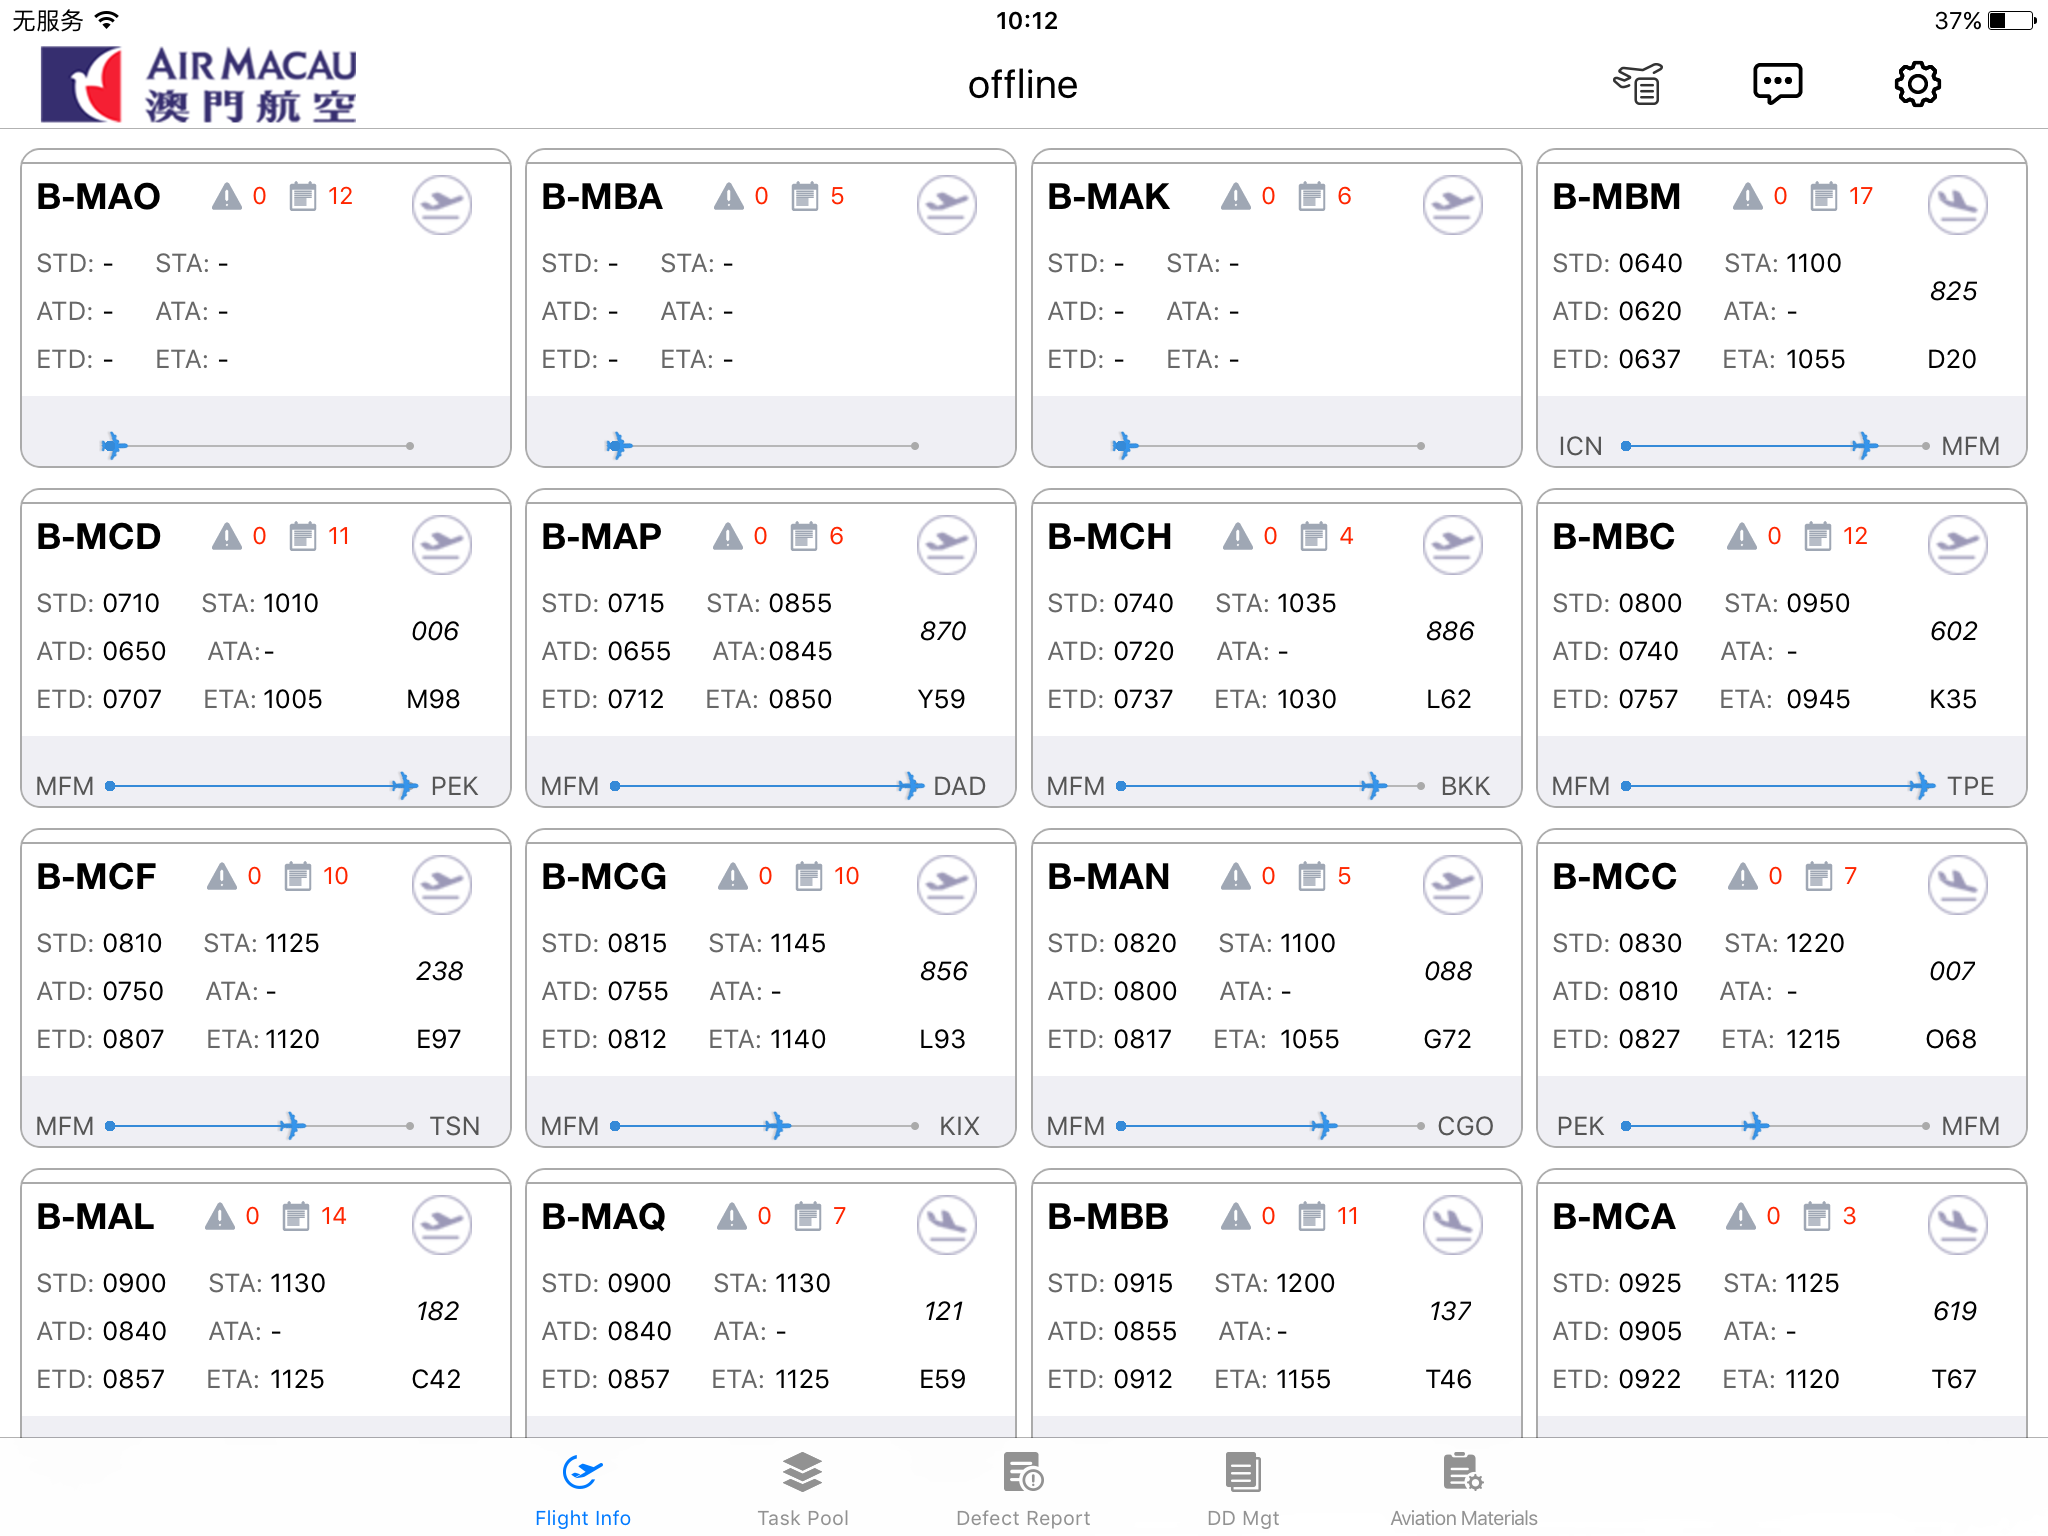 无服务 10:12 37%
AIR MACAU
澳門航空
offline
B-MAO 0 12
STD: - STA: -
ATD: - ATA: -
ETD: - ETA: -
B-MBA 0 5
STD: - STA: -
ATD: - ATA: -
ETD: - ETA: -
B-MAK 0 6
STD: - STA: -
ATD: - ATA: -
ETD: - ETA: -
B-MBM 0 17
STD: 0640 STA: 1100
825
ATD: 0620 ATA: -
ETD: 0637 ETA: 1055 D20
ICN MFM
B-MCD 0 11
STD: 0710 STA: 1010
006
ATD: 0650 ATA: -
ETD: 0707 ETA: 1005 M98
MFM PEK
B-MAP 0 6
STD: 0715 STA: 0855
870
ATD: 0655 ATA: 0845
ETD: 0712 ETA: 0850 Y59
MFM DAD
B-MCH 0 4
STD: 0740 STA: 1035
886
ATD: 0720 ATA: -
ETD: 0737 ETA: 1030 L62
MFM BKK
B-MBC 0 12
STD: 0800 STA: 0950
602
ATD: 0740 ATA: -
ETD: 0757 ETA: 0945 K35
MFM TPE
B-MCF 0 10
STD: 0810 STA: 1125
238
ATD: 0750 ATA: -
ETD: 0807 ETA: 1120 E97
MFM TSN
B-MCG 0 10
STD: 0815 STA: 1145
856
ATD: 0755 ATA: -
ETD: 0812 ETA: 1140 L93
MFM KIX
B-MAN 0 5
STD: 0820 STA: 1100
088
ATD: 0800 ATA: -
ETD: 0817 ETA: 1055 G72
MFM CGO
B-MCC 0 7
STD: 0830 STA: 1220
007
ATD: 0810 ATA: -
ETD: 0827 ETA: 1215 O68
PEK MFM
B-MAL 0 14
STD: 0900 STA: 1130
182
ATD: 0840 ATA: -
ETD: 0857 ETA: 1125 C42
B-MAQ 0 7
STD: 0900 STA: 1130
121
ATD: 0840 ATA: -
ETD: 0857 ETA: 1125 E59
B-MBB 0 11
STD: 0915 STA: 1200
137
ATD: 0855 ATA: -
ETD: 0912 ETA: 1155 T46
B-MCA 0 3
STD: 0925 STA: 1125
619
ATD: 0905 ATA: -
ETD: 0922 ETA: 1120 T67
Flight Info Task Pool Defect Report DD Mgt Aviation Materials